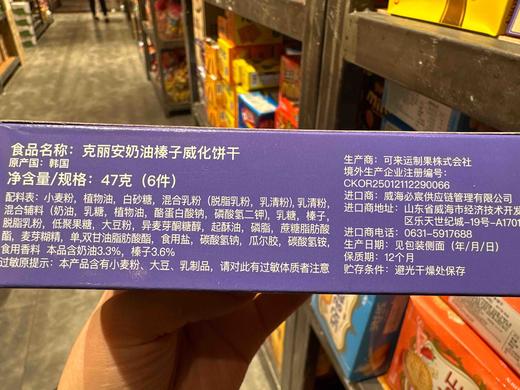 食品名称：克丽安奶油榛子威化饼干
原产国：韩国
净含量/规格：47克（6件）
配料表：小麦粉，植物油，白砂糖，混合乳粉（脱脂乳粉，乳清粉），乳清粉，
混合辅料（奶油，乳糖，植物油，酪蛋白酸钠，磷酸氢二钾），乳糖，榛子，
脱脂乳粉，低聚果糖，大豆粉，异麦芽酮糖醇，起酥油，磷脂，蔗糖脂肪酸
酯，麦芽糊精，单,双甘油脂肪酸酯，食用盐，碳酸氢钠，瓜尔胶，碳酸氢铵，
食用香料 本品含奶油3.3%，榛子3.6%
过敏原提示：本产品含有小麦粉、大豆、乳制品，请对此有过敏体质者注意
生产商：可来运制果株式会社
境外生产企业注册编号：
CKOR25012112290066
进口商：威海必宸供应链管理有限公司
进口商地址：山东省威海市经济技术开发
区乐天世纪城-19号-A1701
进口商电话：0631-5917688
生产日期：见包装侧面（年/月/日）
保质期：12个月
贮存条件：避光干燥处保存